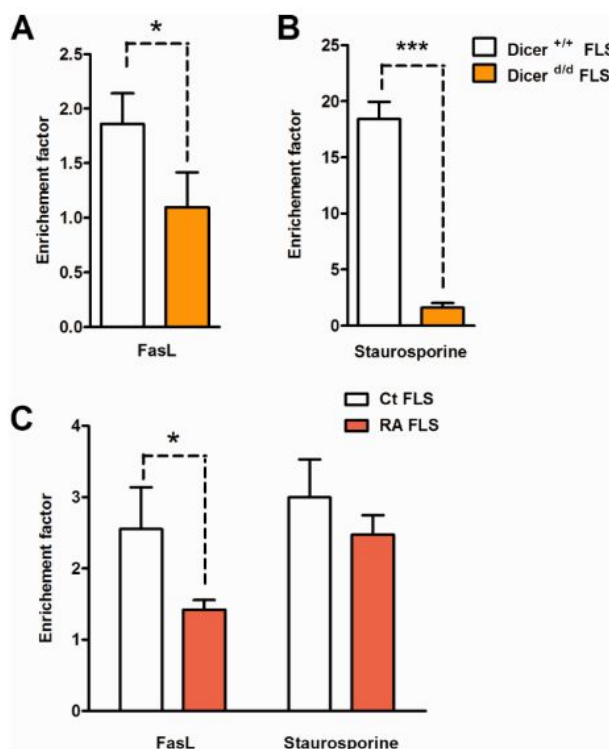 A
*
2.5
2.0
1.5
1.0
0.5
0.0
Enrichement factor
FasL
B
***
25
20
15
10
5
0
Enrichement factor
Staurosporine
Dicer +/+ FLS
Dicer d/d FLS
C
Ct FLS
RA FLS
*
4
3
2
1
0
Enrichement factor
FasL Staurosporine